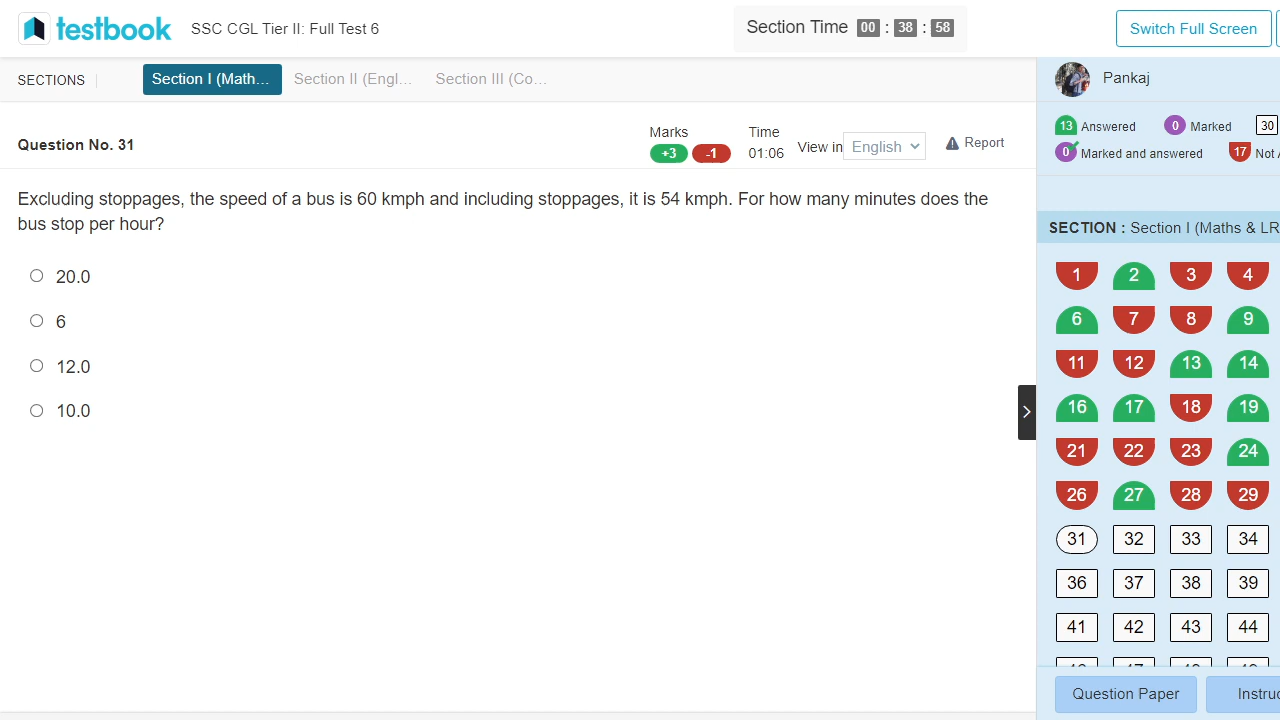 testbook SSC CGL Tier II: Full Test 6 Section Time 00 : 38 : 58 Switch Full Screen
SECTIONS Section I (Math... Section II (Engl... Section III (Co... Pankaj
13 Answered 0 Marked 30
0 Marked and answered 17 Not
Question No. 31 Marks +3 -1 Time 01:06 View in English Report
Excluding stoppages, the speed of a bus is 60 kmph and including stoppages, it is 54 kmph. For how many minutes does the
bus stop per hour?
20.0
6
12.0
10.0
SECTION : Section I (Maths & LR
1 2 3 4
6 7 8 9
11 12 13 14
16 17 18 19
21 22 23 24
26 27 28 29
31 32 33 34
36 37 38 39
41 42 43 44
Question Paper Instruc